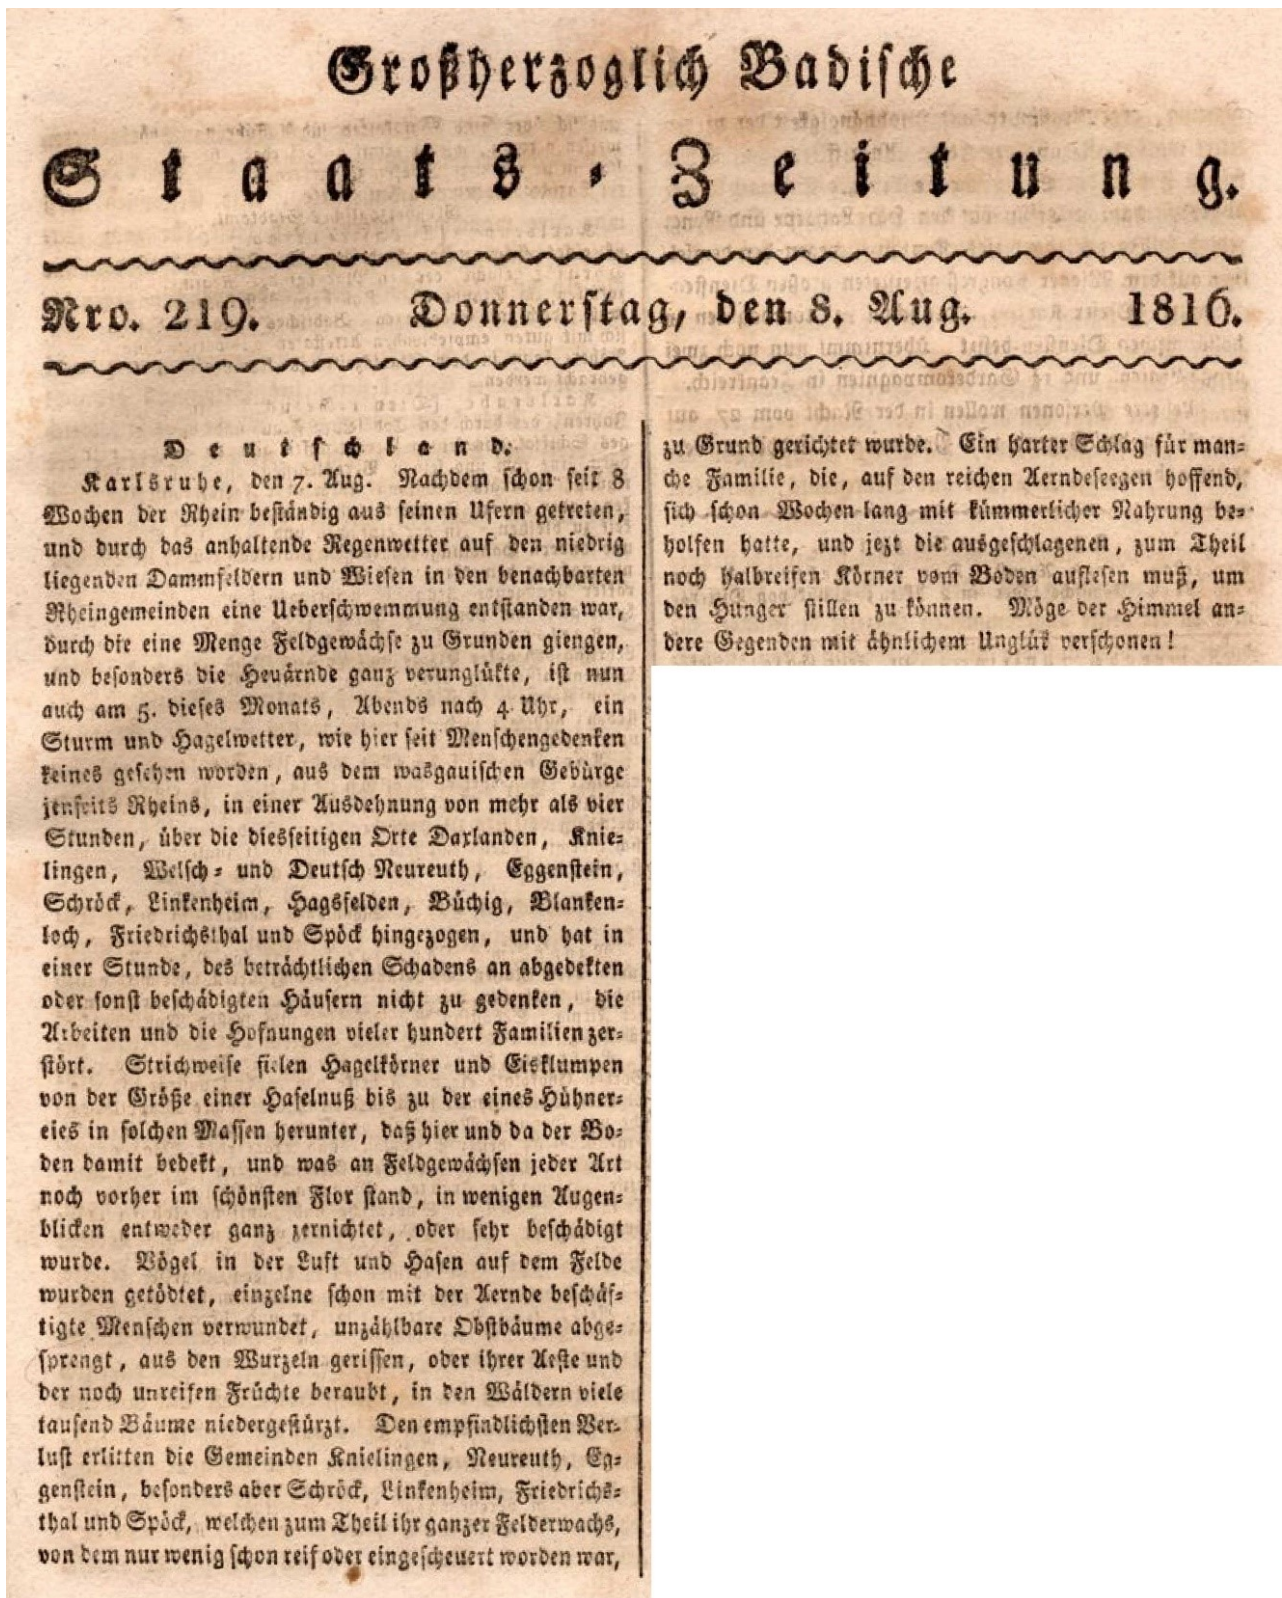 Großherzoglich Badische
Staats-Zeitung.
Nro. 219. Donnerstag, den 8. Aug. 1816.
Deutschland.
Karlsruhe, den 7. Aug. Nachdem schon seit 8
Wochen der Rhein beständig aus seinen Ufern getreten,
und durch das anhaltende Regenwetter auf den niedrig
liegenden Dammfeldern und Wiesen in den benachbarten
Rheingemeinden eine Ueberschwemmung entstanden war,
durch die eine Menge Feldgewächse zu Grunden giengen,
und besonders die Heuärnde ganz verunglükte, ist nun
auch am 5. dieses Monats, Abends nach 4 Uhr, ein
Sturm und Hagelwetter, wie hier seit Menschengedenken
keines gesehen worden, aus dem wasgauischen Gebürge
jenseits Rheins, in einer Ausdehnung von mehr als vier
Stunden, über die diesseitigen Orte Daxlanden, Knie-
lingen, Welsch- und Deutsch Neureuth, Eggenstein,
Schröck, Linkenheim, Hagsfelden, Büchig, Blanken-
loch, Friedrichsthal und Spöck hingezogen, und hat in
einer Stunde, des beträchtlichen Schadens an abgedekten
oder sonst beschädigten Häusern nicht zu gedenken, die
Arbeiten und die Hofnungen vieler hundert Familien zer-
stört. Strichweise fielen Hagelkörner und Eisklumpen
von der Größe einer Haselnuß bis zu der eines Hühner-
eies in solchen Massen herunter, daß hier und da der Bo-
den damit bedekt, und was an Feldgewächsen jeder Art
noch vorher im schönsten Flor stand, in wenigen Augen-
blicken entweder ganz zernichtet, oder sehr beschädigt
wurde. Vögel in der Luft und Hasen auf dem Felde
wurden getödtet, einzelne schon mit der Aernde beschäf-
tigte Menschen verwundet, unzählbare Obstbäume abge-
sprengt, aus den Wurzeln gerissen, oder ihrer Aeste und
der noch unreifen Früchte beraubt, in den Wäldern viele
tausend Bäume niedergestürzt. Den empfindlichsten Ver-
lust erlitten die Gemeinden Knielingen, Neureuth, Eg-
genstein, besonders aber Schröck, Linkenheim, Friedrichs-
thal und Spöck, welchen zum Theil ihr ganzer Felderwachs,
von dem nur wenig schon reif oder eingescheuert worden war,
zu Grund gerichtet wurde. Ein harter Schlag für man-
che Familie, die, auf den reichen Aerndeseegen hoffend,
sich schon Wochen lang mit kümmerlicher Nahrung be-
holfen hatte, und jezt die ausgeschlagenen, zum Theil
noch halbreifen Körner vom Boden auflesen muß, um
den Hunger stillen zu können. Möge der Himmel an-
dere Gegenden mit ähnlichem Unglük verschonen!